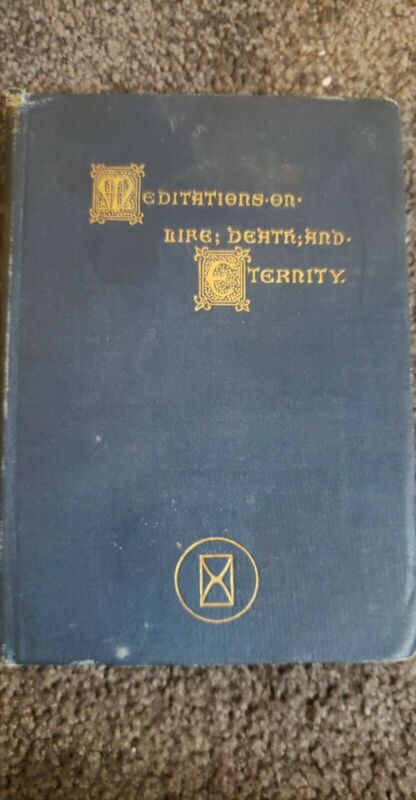 MEDITATIONS·ON·
LIFE; DEATH; AND·
ETERNITY.